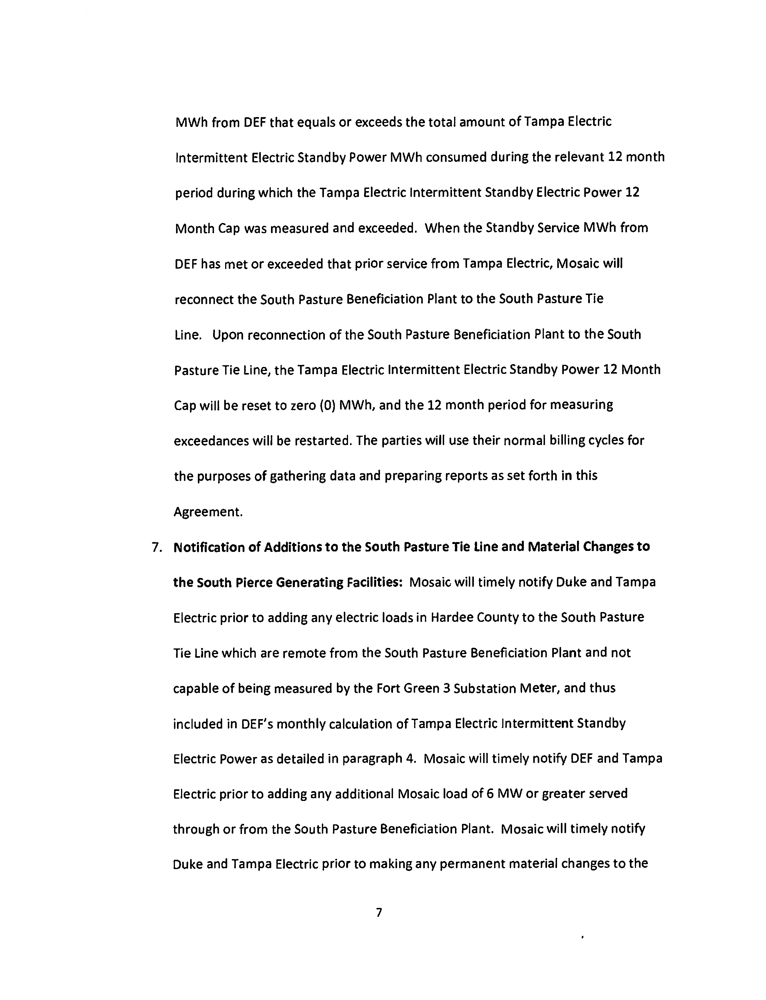 MWh from DEF that equals or exceeds the total amount of Tampa Electric
Intermittent Electric Standby Power MWh consumed during the relevant 12 month
period during which the Tampa Electric Intermittent Standby Electric Power 12
Month Cap was measured and exceeded.  When the Standby Service MWh from
DEF has met or exceeded that prior service from Tampa Electric, Mosaic will
reconnect the South Pasture Beneficiation Plant to the South Pasture Tie
Line.   Upon reconnection of the South Pasture Beneficiation Plant to the South
Pasture Tie Line, the Tampa Electric Intermittent Electric Standby Power 12 Month
Cap will be reset to zero (0) MWh, and the 12 month period for measuring
exceedances will be restarted. The parties will use their normal billing cycles for
the purposes of gathering data and preparing reports as set forth in this
Agreement.
7. Notification of Additions to the South Pasture Tie Line and Material Changes to
the South Pierce Generating Facilities:  Mosaic will timely notify Duke and Tampa
Electric prior to adding any electric loads in Hardee County to the South Pasture
Tie Line which are remote from the South Pasture Beneficiation Plant and not
capable of being measured by the Fort Green 3 Substation Meter, and thus
included in DEF's monthly calculation of Tampa Electric Intermittent Standby
Electric Power as detailed in paragraph 4.  Mosaic will timely notify DEF and Tampa
Electric prior to adding any additional Mosaic load of 6 MW or greater served
through or from the South Pasture Beneficiation Plant.  Mosaic will timely notify
Duke and Tampa Electric prior to making any permanent material changes to the
7